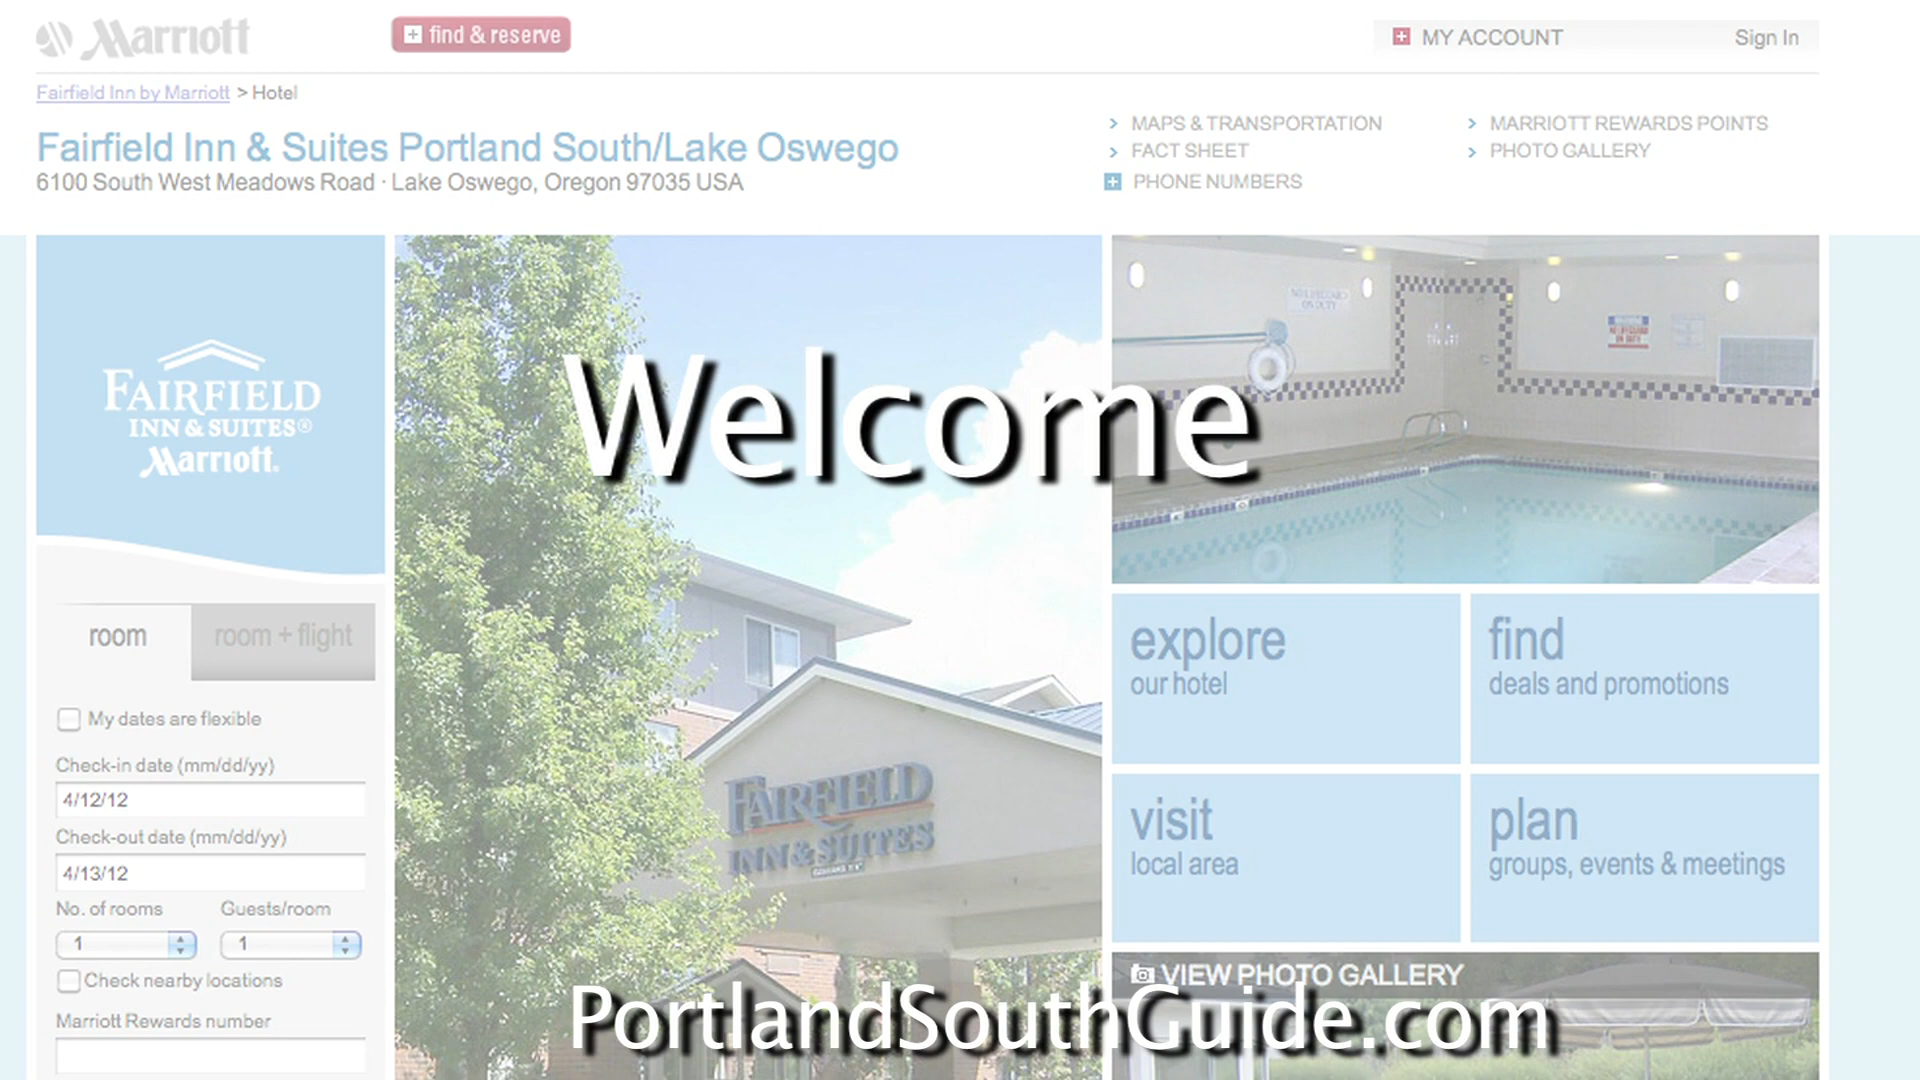 Marriott
find & reserve
MY ACCOUNT
Sign In
Fairfield Inn by Marriott > Hotel
Fairfield Inn & Suites Portland South/Lake Oswego
6100 South West Meadows Road · Lake Oswego, Oregon 97035 USA
> MAPS & TRANSPORTATION
> FACT SHEET
PHONE NUMBERS
> MARRIOTT REWARDS POINTS
> PHOTO GALLERY
FAIRFIELD
INN & SUITES®
Marriott.
room
room + flight
My dates are flexible
Check-in date (mm/dd/yy)
4/12/12
Check-out date (mm/dd/yy)
4/13/12
No. of rooms
Guests/room
1
1
Check nearby locations
Marriott Rewards number
Welcome
FAIRFIELD
INN & SUITES
NO LIFEGUARD
ON DUTY
explore
our hotel
find
deals and promotions
visit
local area
plan
groups, events & meetings
VIEW PHOTO GALLERY
PortlandSouthGuide.com